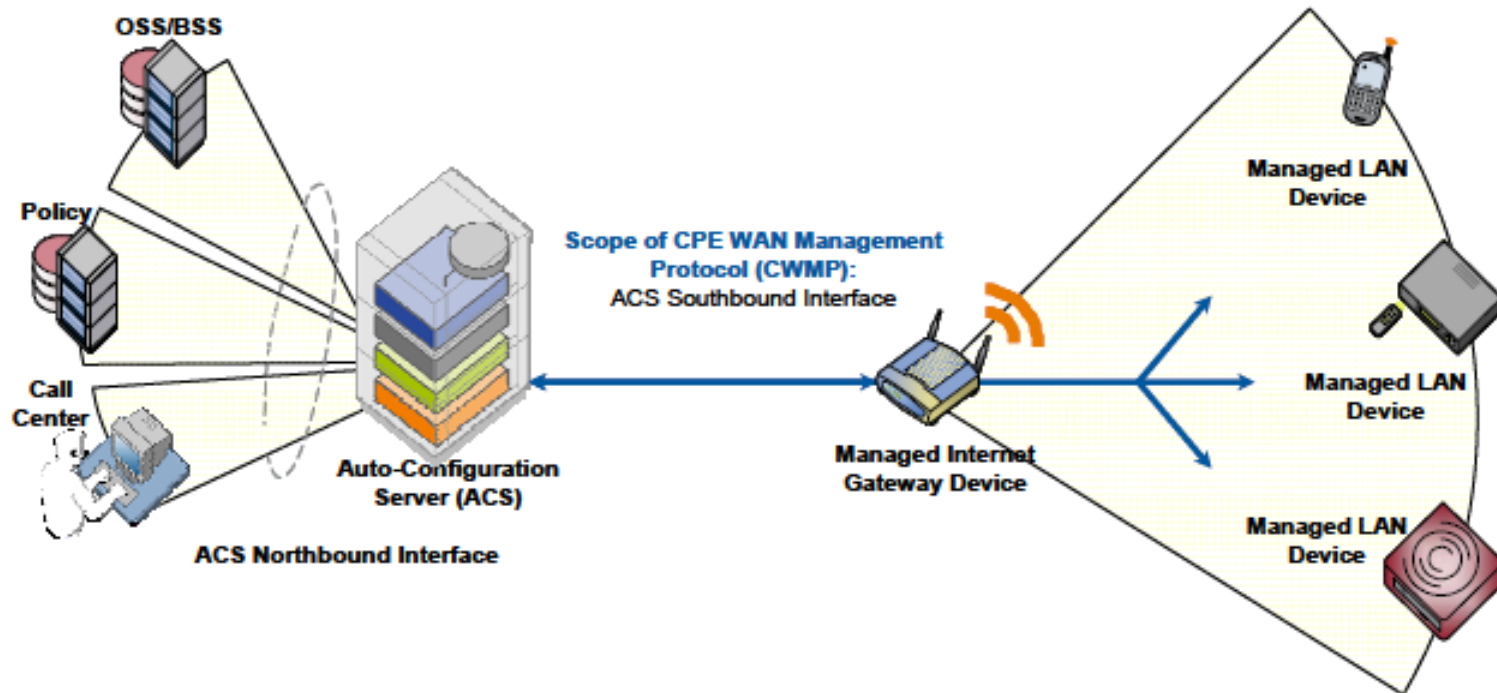 OSS/BSS
Policy
Call
Center
Auto-Configuration
Server (ACS)
ACS Northbound Interface
Scope of CPE WAN Management
Protocol (CWMP):
ACS Southbound Interface
Managed Internet
Gateway Device
Managed LAN
Device
Managed LAN
Device
Managed LAN
Device